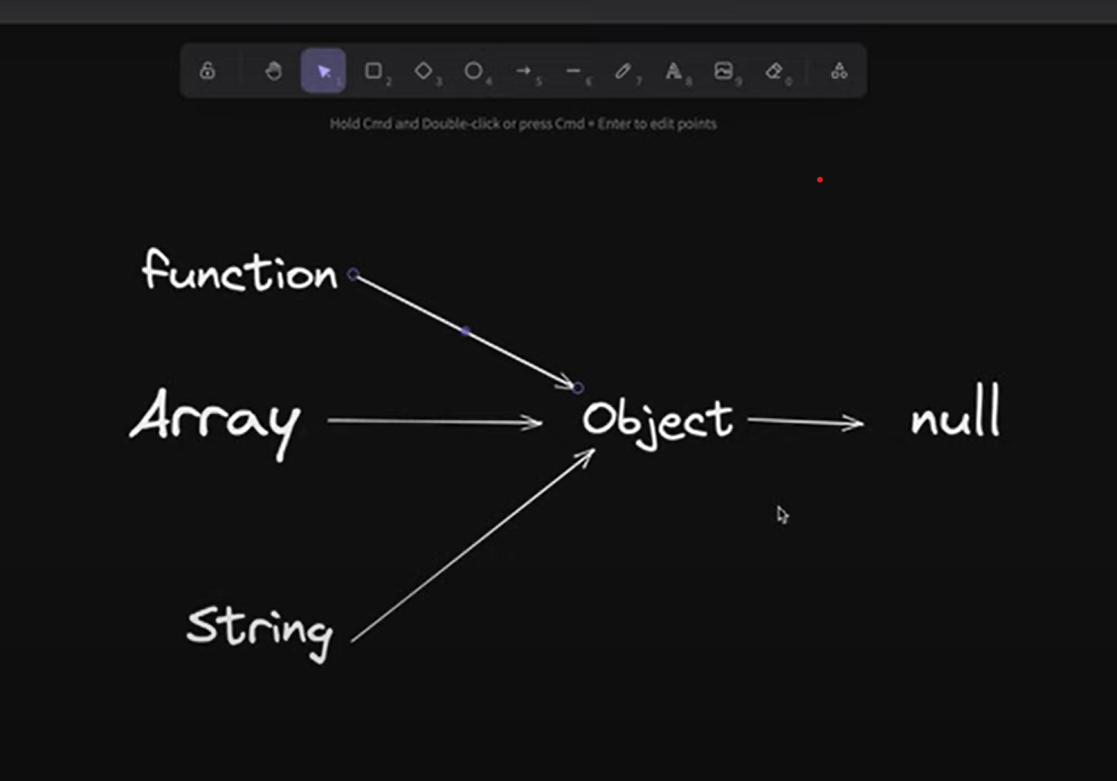 1
2
3
4
5
6
7
A 8
9
0
Hold Cmd and Double-click or press Cmd + Enter to edit points
function
Array
Object
null
String